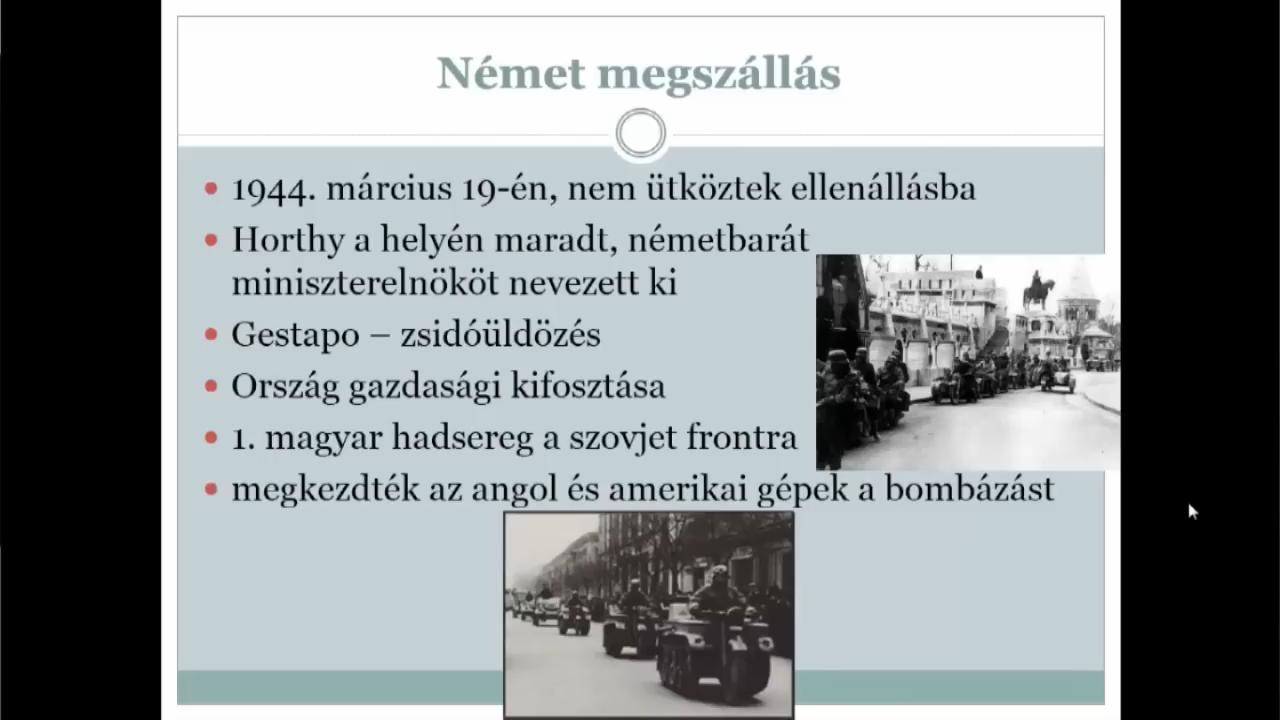 Német megszállás
1944. március 19-én, nem ütköztek ellenállásba
Horthy a helyén maradt, németbarát
miniszterelnököt nevezett ki
Gestapo – zsidóüldözés
Ország gazdasági kifosztása
1. magyar hadsereg a szovjet frontra
megkezdték az angol és amerikai gépek a bombázást